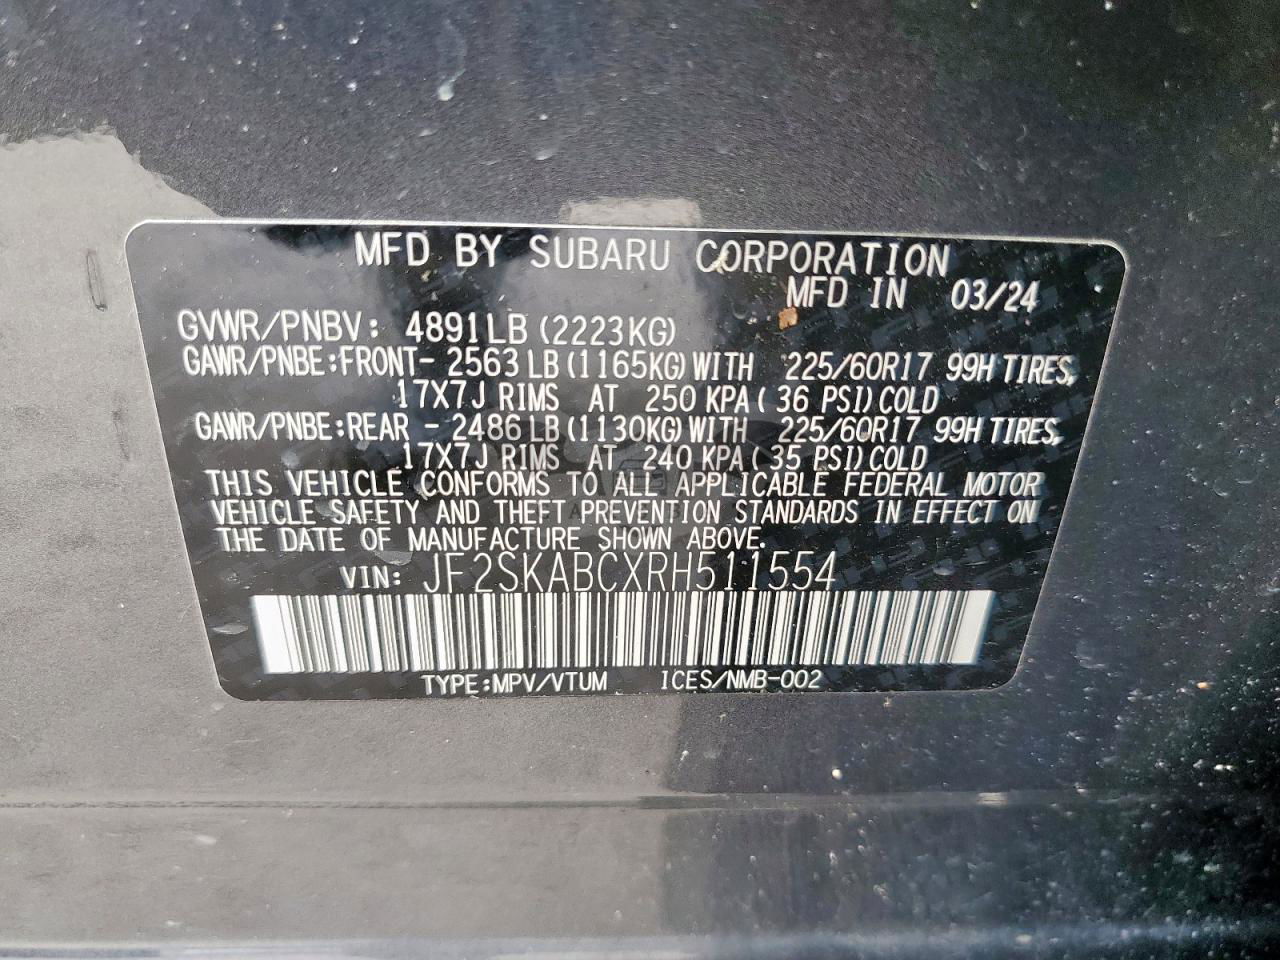 MFD BY SUBARU CORPORATION
MFD IN 03/24
GVWR/PNBV: 4891LB (2223KG)
GAWR/PNBE:FRONT- 2563 LB (1165KG) WITH 225/60R17 99H TIRES,
17X7J RIMS AT 250 KPA ( 36 PSI) COLD
GAWR/PNBE:REAR - 2486 LB (1130KG) WITH 225/60R17 99H TIRES,
17X7J RIMS AT 240 KPA ( 35 PSI) COLD
THIS VEHICLE CONFORMS TO ALL APPLICABLE FEDERAL MOTOR
VEHICLE SAFETY AND THEFT PREVENTION STANDARDS IN EFFECT ON
THE DATE OF MANUFACTURE SHOWN ABOVE.
VIN: JF2SKABCXRH511554
TYPE:MPV/VTUM ICES/NMB-002